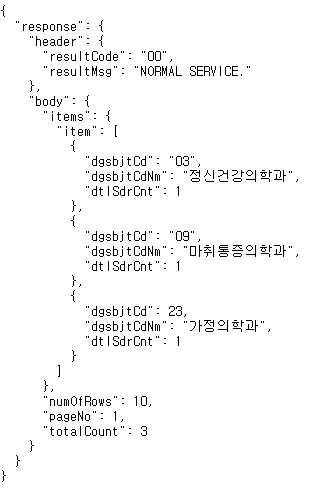 {
  "response": {
    "header": {
      "resultCode": "00",
      "resultMsg": "NORMAL SERVICE."
    },
    "body": {
      "items": {
        "item": [
          {
            "dgsbjtCd": "03",
            "dgsbjtCdNm": "정신건강의학과",
            "dtlSdrCnt": 1
          },
          {
            "dgsbjtCd": "09",
            "dgsbjtCdNm": "마취통증의학과",
            "dtlSdrCnt": 1
          },
          {
            "dgsbjtCd": 23,
            "dgsbjtCdNm": "가정의학과",
            "dtlSdrCnt": 1
          }
        ]
      },
      "numOfRows": 10,
      "pageNo": 1,
      "totalCount": 3
    }
  }
}